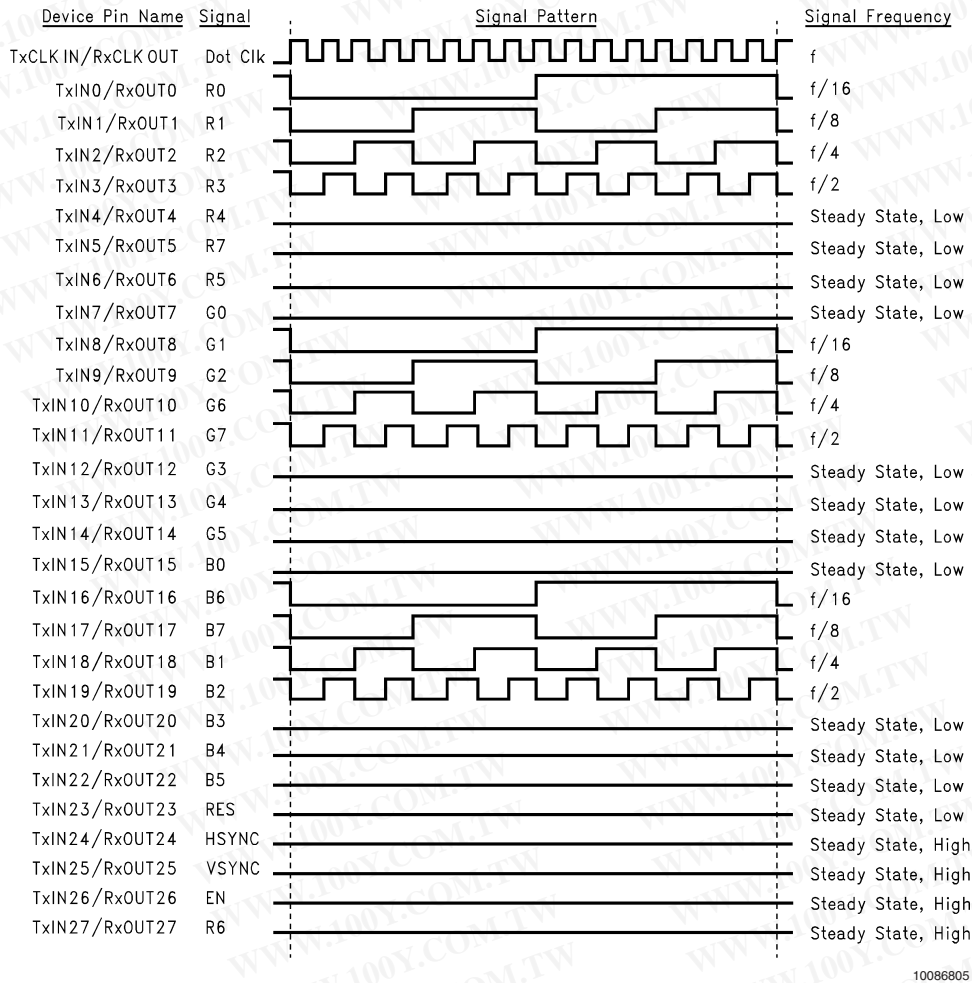 Device Pin Name Signal Signal Pattern Signal Frequency
TxCLK IN/RxCLK OUT Dot Clk f
TxIN0/RxOUT0 R0 f/16
TxIN1/RxOUT1 R1 f/8
TxIN2/RxOUT2 R2 f/4
TxIN3/RxOUT3 R3 f/2
TxIN4/RxOUT4 R4 Steady State, Low
TxIN5/RxOUT5 R7 Steady State, Low
TxIN6/RxOUT6 R5 Steady State, Low
TxIN7/RxOUT7 G0 Steady State, Low
TxIN8/RxOUT8 G1 f/16
TxIN9/RxOUT9 G2 f/8
TxIN10/RxOUT10 G6 f/4
TxIN11/RxOUT11 G7 f/2
TxIN12/RxOUT12 G3 Steady State, Low
TxIN13/RxOUT13 G4 Steady State, Low
TxIN14/RxOUT14 G5 Steady State, Low
TxIN15/RxOUT15 B0 Steady State, Low
TxIN16/RxOUT16 B6 f/16
TxIN17/RxOUT17 B7 f/8
TxIN18/RxOUT18 B1 f/4
TxIN19/RxOUT19 B2 f/2
TxIN20/RxOUT20 B3 Steady State, Low
TxIN21/RxOUT21 B4 Steady State, Low
TxIN22/RxOUT22 B5 Steady State, Low
TxIN23/RxOUT23 RES Steady State, Low
TxIN24/RxOUT24 HSYNC Steady State, High
TxIN25/RxOUT25 VSYNC Steady State, High
TxIN26/RxOUT26 EN Steady State, High
TxIN27/RxOUT27 R6 Steady State, High
10086805
WWW.100Y.COM.TW